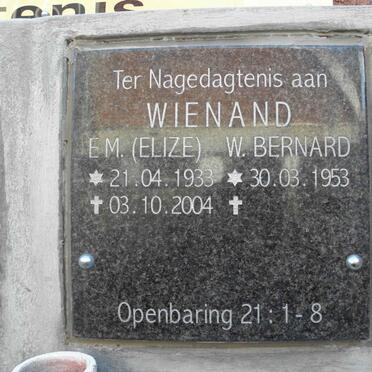 tenis
Ter Nagedagtenis aan
WIENAND
E.M. (ELIZE) W. BERNARD
* 21.04.1933 * 30.03.1953
✝ 03.10.2004 ✝
Openbaring 21 : 1 - 8